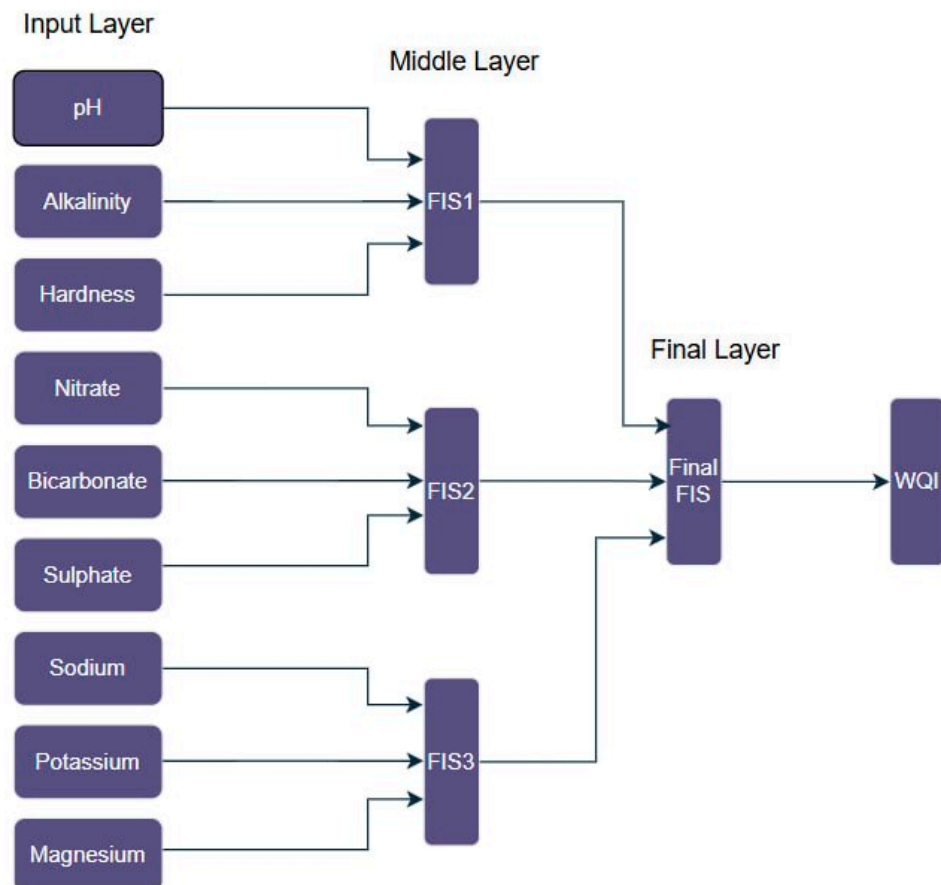 Input Layer
Middle Layer
pH
Alkalinity
FIS1
Hardness
Final Layer
Nitrate
Bicarbonate
FIS2
Final
FIS
WQI
Sulphate
Sodium
Potassium
FIS3
Magnesium